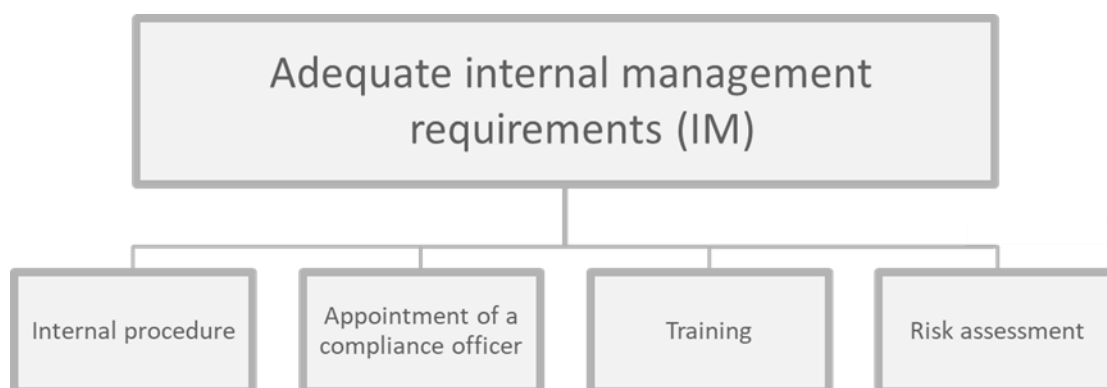 Adequate internal management
requirements (IM)
Internal procedure
Appointment of a
compliance officer
Training
Risk assessment